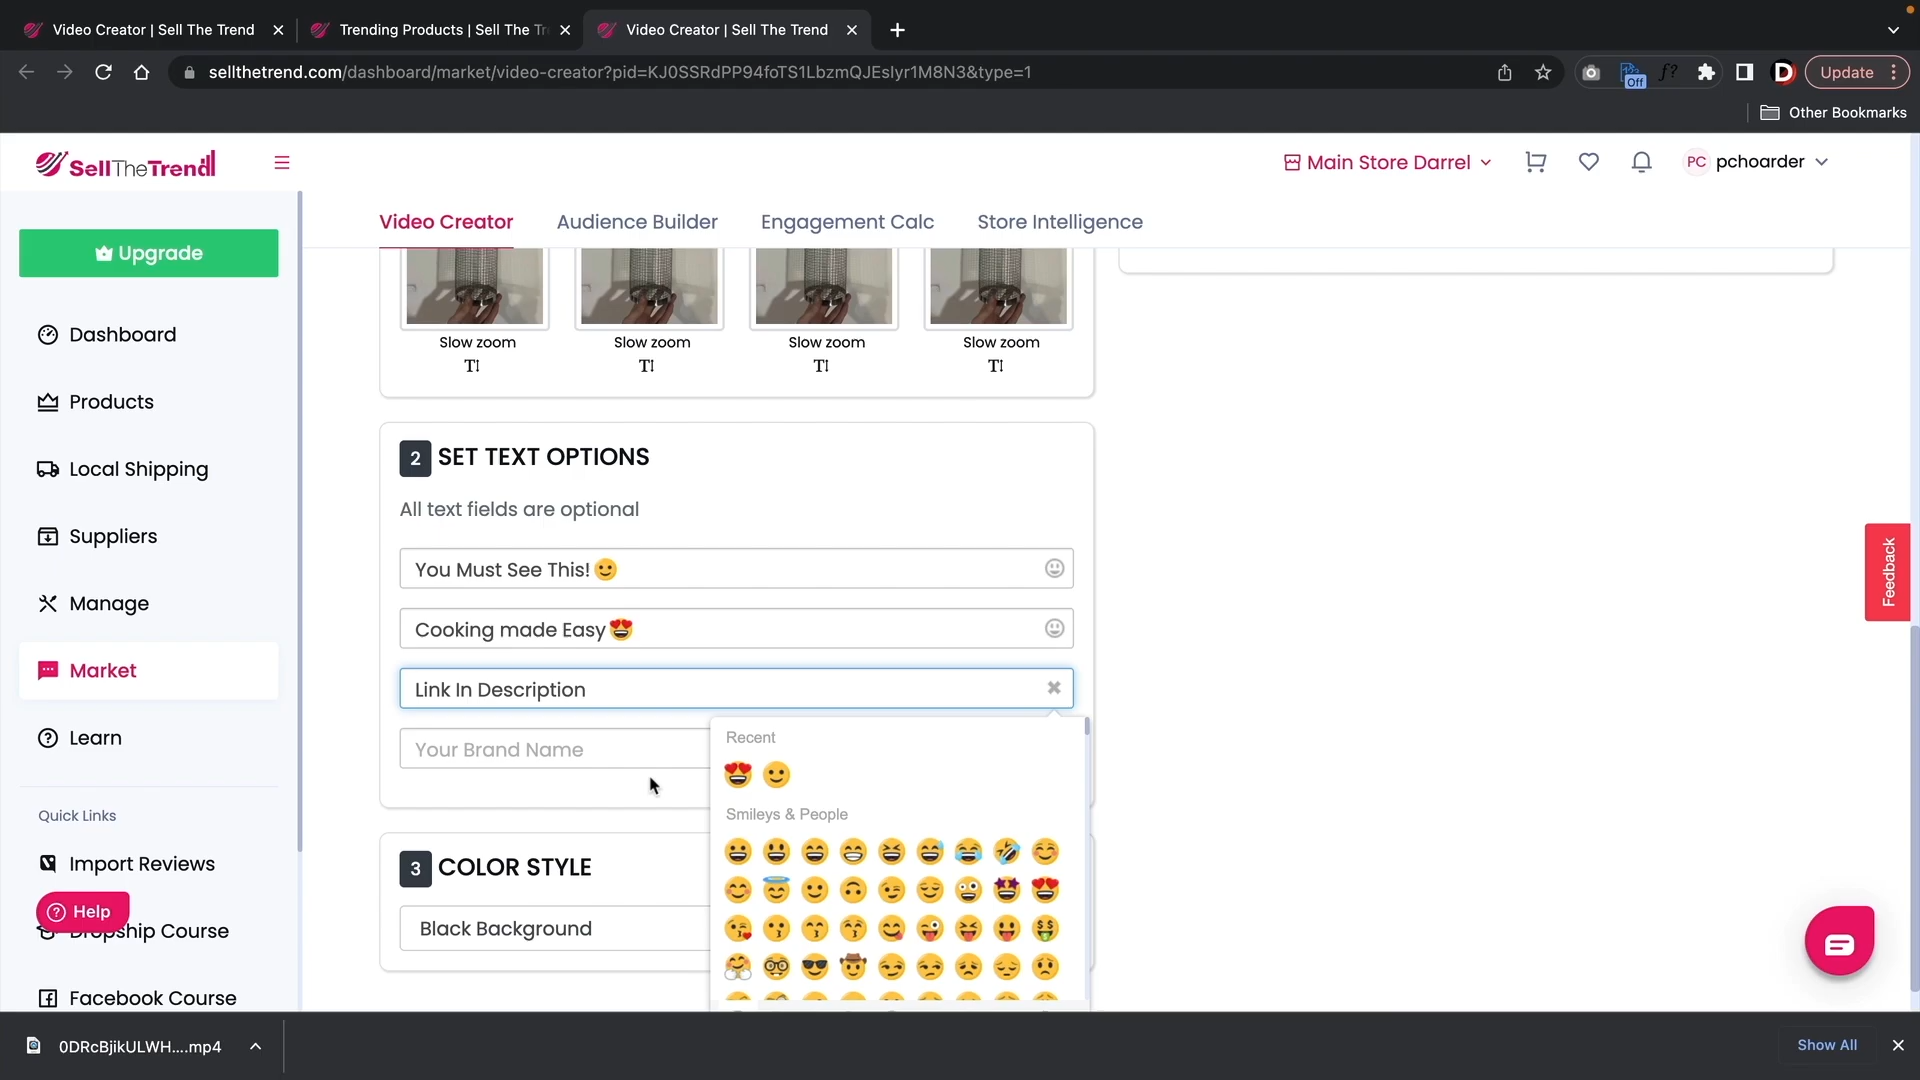 Video Creator | Sell The Trend
Trending Products | Sell The Tr
Video Creator | Sell The Trend
sellthetrend.com/dashboard/market/video-creator?pid=KJ0SSRdPP94foTS1LbzmQJEsIyr1M8N3&type=1
Off
f?
D
Update
Other Bookmarks
SellTheTrend
Main Store Darrel
PC pchoarder
Video Creator
Audience Builder
Engagement Calc
Store Intelligence
Upgrade
Dashboard
Products
Local Shipping
Suppliers
Manage
Market
Learn
Quick Links
Import Reviews
Help
Dropship Course
Facebook Course
Slow zoom
Slow zoom
Slow zoom
Slow zoom
2 SET TEXT OPTIONS
All text fields are optional
You Must See This!🙂
Cooking made Easy😍
Link In Description
Your Brand Name
Recent
Smileys & People
3 COLOR STYLE
Black Background
Feedback
0DRcBjikULWH....mp4
Show All